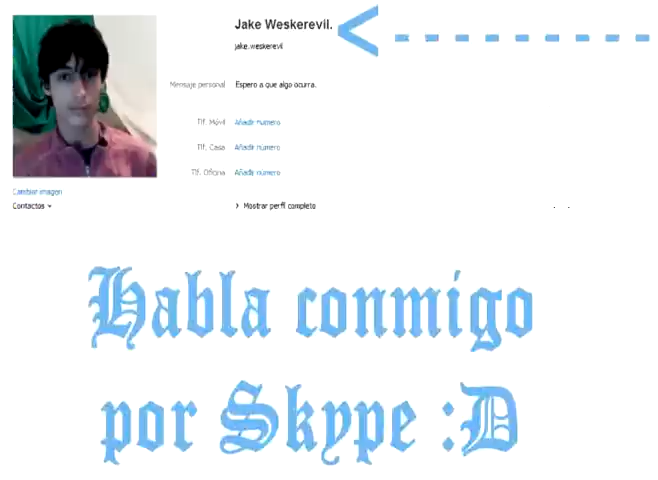 Jake Weskerevil.
jake.weskerevil
Mensaje personal Espero a que algo ocurra.
Tlf. Móvil Añadir número
Tlf. Casa Añadir número
Tlf. Oficina Añadir número
Cambiar imagen
Contactos Mostrar perfil completo
Habla conmigo
por Skype :D